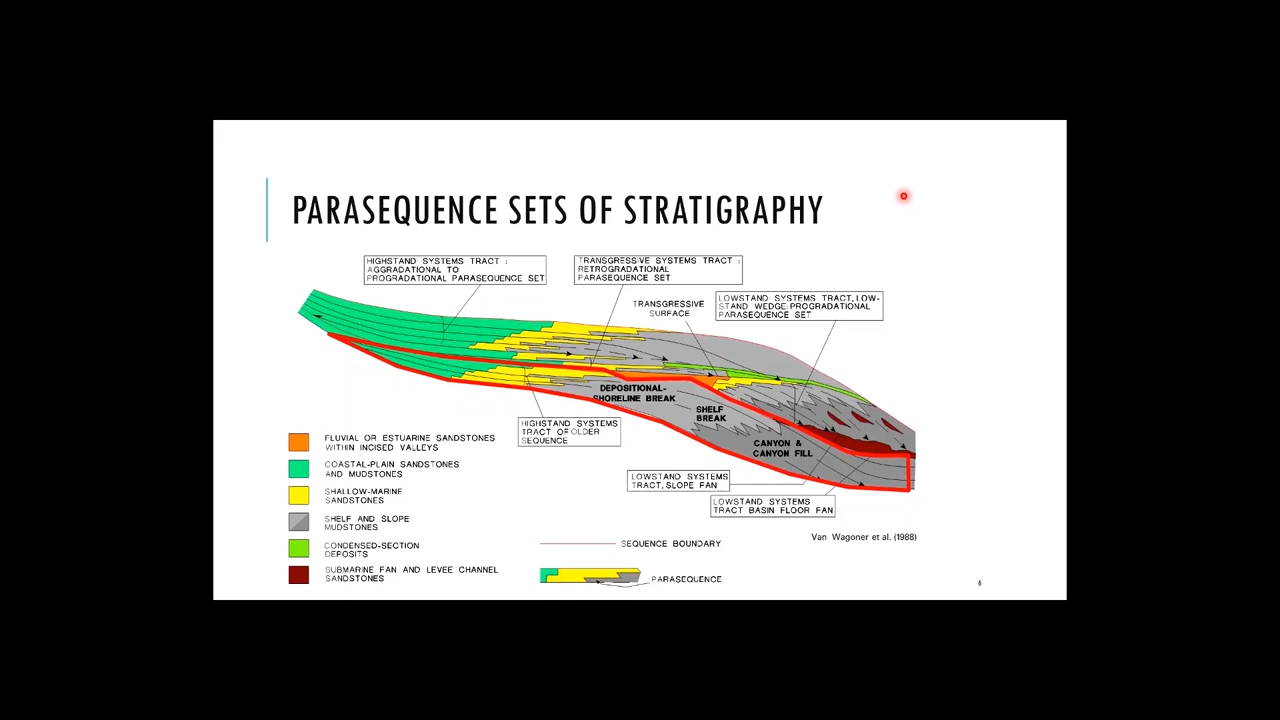 PARASEQUENCE SETS OF STRATIGRAPHY
HIGHSTAND SYSTEMS TRACT :
AGGRADATIONAL TO
PROGRADATIONAL PARASEQUENCE SET
TRANSGRESSIVE SYSTEMS TRACT :
RETROGRADATIONAL
PARASEQUENCE SET
TRANSGRESSIVE
SURFACE
LOWSTAND SYSTEMS TRACT, LOW-
STAND WEDGE: PROGRADATIONAL
PARASEQUENCE SET
DEPOSITIONAL-
SHORELINE BREAK
SHELF
BREAK
CANYON &
CANYON FILL
HIGHSTAND SYSTEMS
TRACT OF OLDER
SEQUENCE
LOWSTAND SYSTEMS
TRACT, SLOPE FAN
LOWSTAND SYSTEMS
TRACT BASIN FLOOR FAN
FLUVIAL OR ESTUARINE SANDSTONES
WITHIN INCISED VALLEYS
COASTAL-PLAIN SANDSTONES
AND MUDSTONES
SHALLOW-MARINE
SANDSTONES
SHELF AND SLOPE
MUDSTONES
CONDENSED-SECTION
DEPOSITS
SUBMARINE FAN AND LEVEE CHANNEL
SANDSTONES
SEQUENCE BOUNDARY
PARASEQUENCE
Van Wagoner et al. (1988)
6